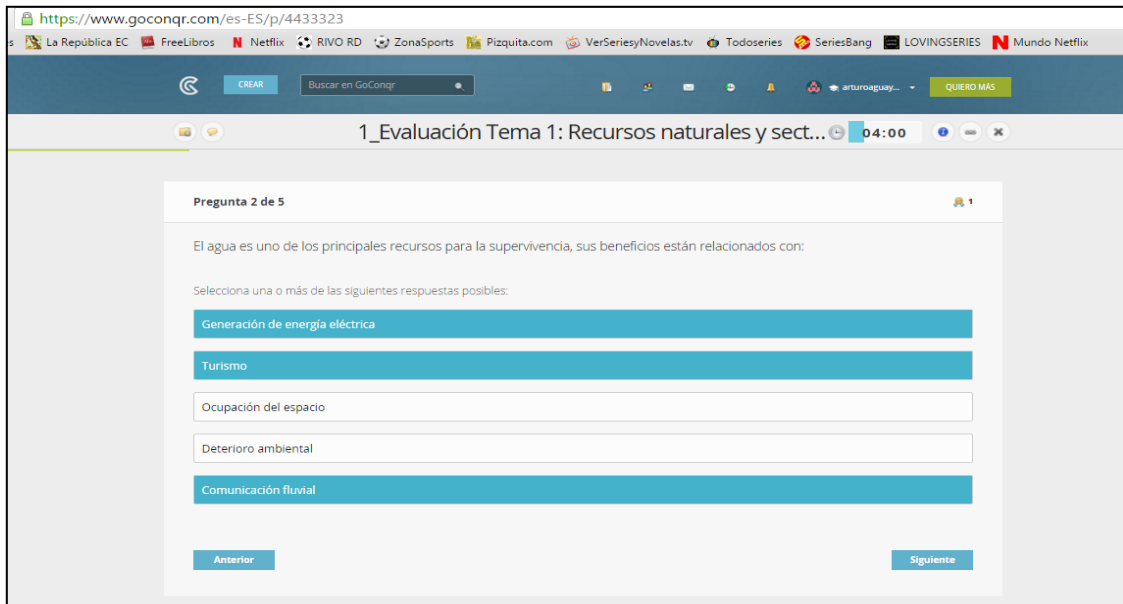 https://www.goconqr.com/es-ES/p/4433323
s La República EC FreeLibros Netflix RIVO RD ZonaSports Pizquita.com VerSeriesyNovelas.tv Todoseries SeriesBang LOVINGSERIES Mundo Netflix
CREAR Buscar en GoConqr arturoaguay... QUIERO MÁS
1_Evaluación Tema 1: Recursos naturales y sect... 04:00
Pregunta 2 de 5 1
El agua es uno de los principales recursos para la supervivencia, sus beneficios están relacionados con:
Selecciona una o más de las siguientes respuestas posibles:
Generación de energía eléctrica
Turismo
Ocupación del espacio
Deterioro ambiental
Comunicación fluvial
Anterior Siguiente